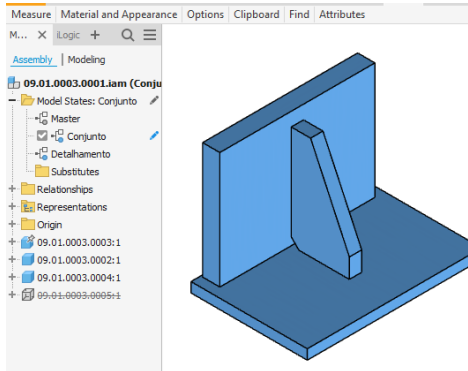 Measure Material and Appearance Options Clipboard Find Attributes
M... × iLogic +
Assembly | Modeling
09.01.0003.0001.iam (Conju
Model States: Conjunto
Master
Conjunto
Detalhamento
Substitutes
Relationships
Representations
Origin
09.01.0003.0003:1
09.01.0003.0002:1
09.01.0003.0004:1
09.01.0003.0005:1